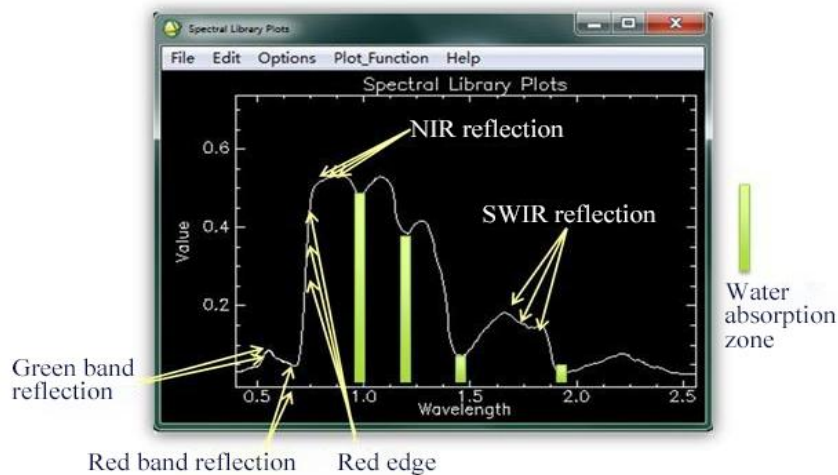 Spectral Library Plots
File Edit Options Plot_Function Help
Spectral Library Plots
NIR reflection
SWIR reflection
0.6
0.4
0.2
Value
0.5 1.0 1.5 2.0 2.5
Wavelength
Water
absorption
zone
Green band
reflection
Red band reflection
Red edge